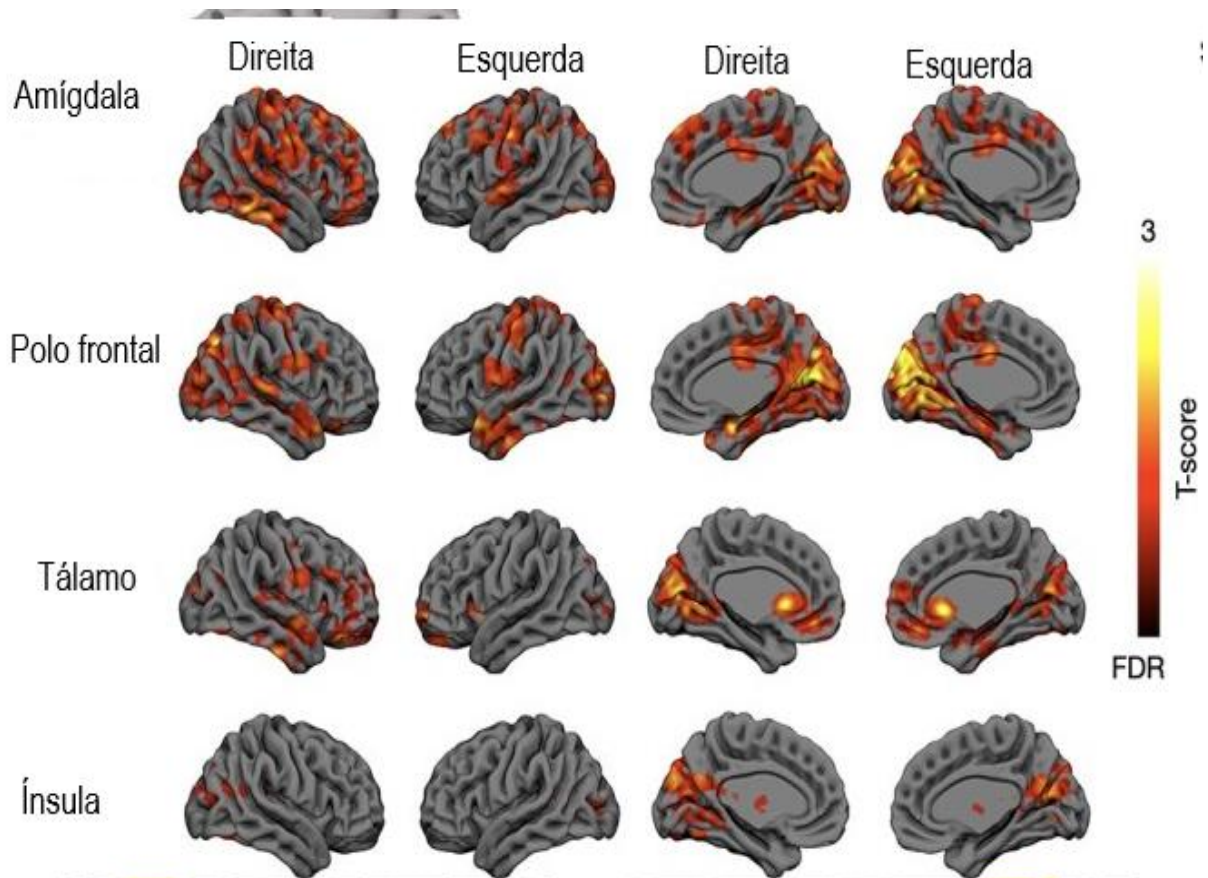 Direita Esquerda Direita Esquerda
Amígdala
3
Polo frontal
T-score
Tálamo
FDR
Ínsula